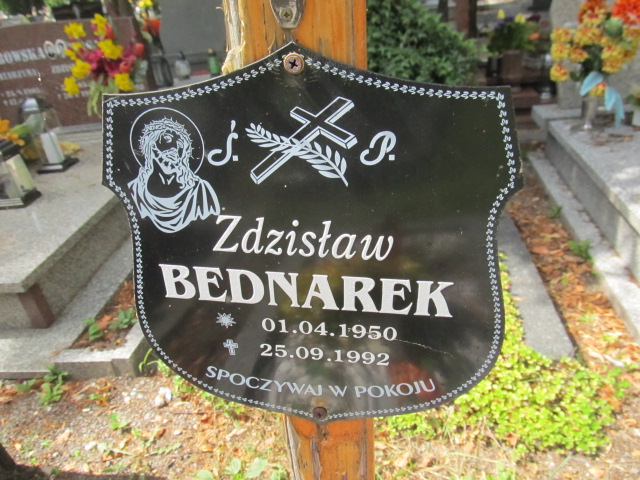 Ś. P.
Zdzisław
BEDNAREK
01.04.1950
25.09.1992
SPOCZYWAJ W POKOJU